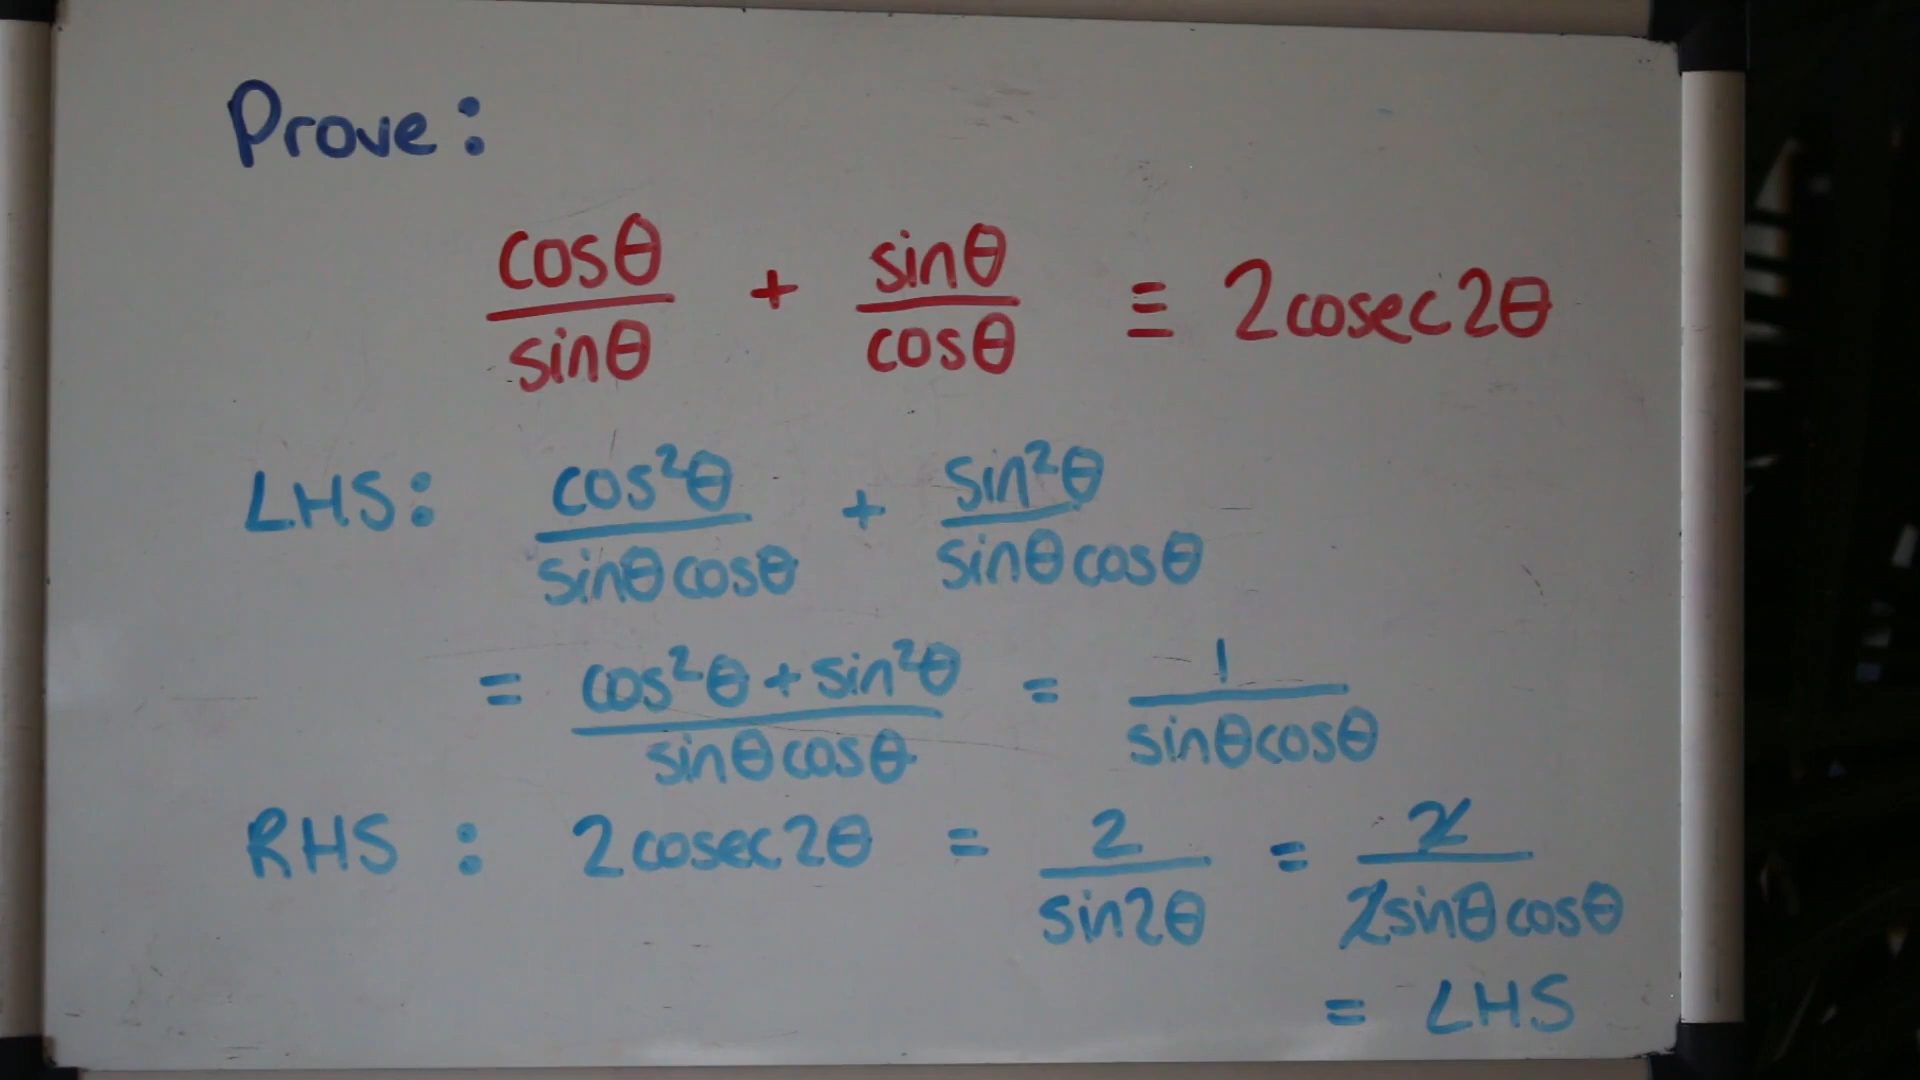 Prove:
cosθ/sinθ + sinθ/cosθ ≡ 2cosec2θ
LHS: cos²θ/sinθcosθ + sin²θ/sinθcosθ
= cos²θ+sin²θ/sinθcosθ = 1/sinθcosθ
RHS: 2cosec2θ = 2/sin2θ = 2/2sinθcosθ
= LHS